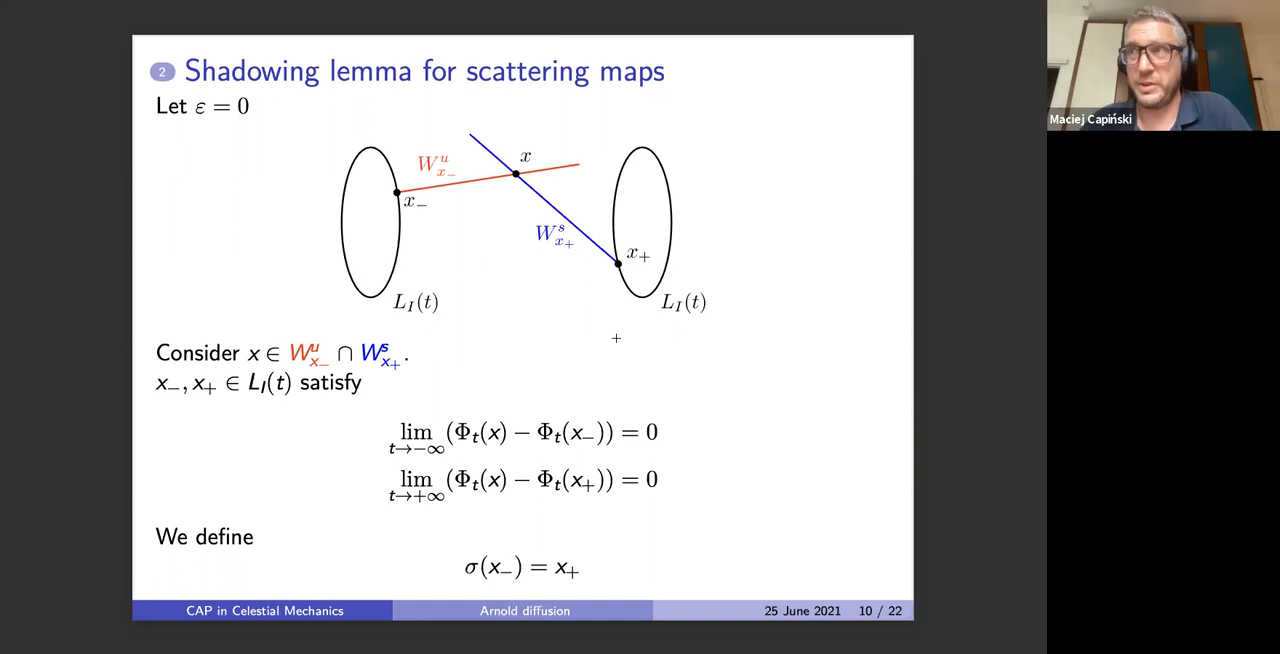 2 Shadowing lemma for scattering maps
Let ε = 0
W^u_{x_-}
x
x_-
W^s_{x_+}
x_+
L_I(t)
L_I(t)
Consider x ∈ W^u_{x_-} ∩ W^s_{x_+}.
x_-, x_+ ∈ L_I(t) satisfy
lim_{t→−∞} (Φ_t(x) − Φ_t(x_-)) = 0
lim_{t→+∞} (Φ_t(x) − Φ_t(x_+)) = 0
We define
σ(x_-) = x_+
CAP in Celestial Mechanics
Arnold diffusion
25 June 2021 10 / 22
Maciej Capiński